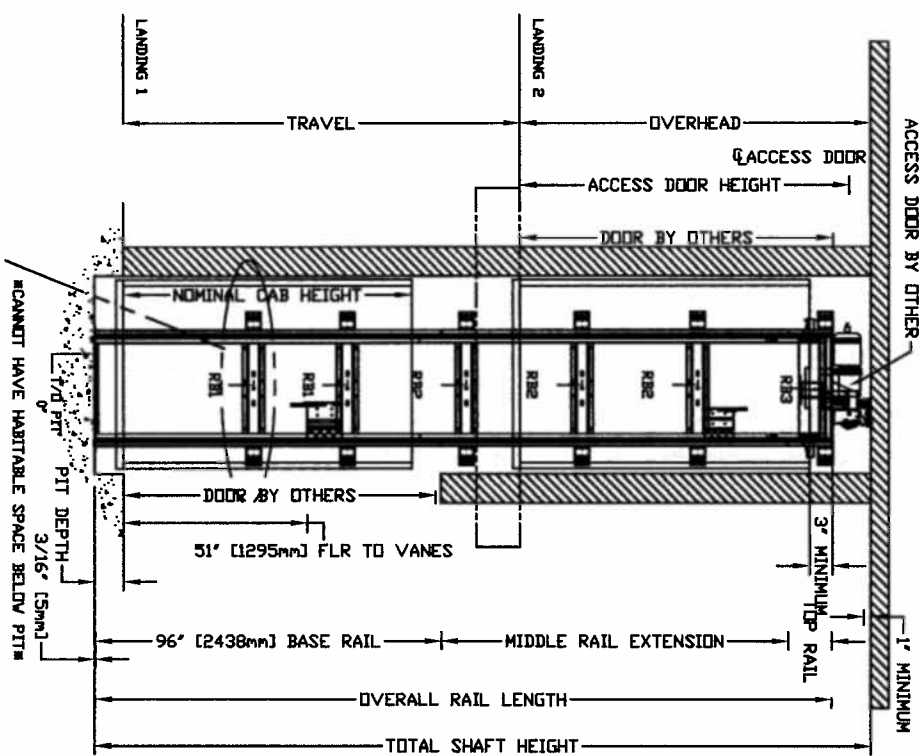 ACCESS DOOR BY OTHER
LANDING 1
LANDING 2
TRAVEL
OVERHEAD
℄ACCESS DOOR
ACCESS DOOR HEIGHT
DOOR BY OTHERS
NOMINAL CAB HEIGHT
RB1
RB1
RB2
RB2
RB2
RB3
T/O PIT
0"
DOOR BY OTHERS
51" [1295mm] FLR TO VANES
PIT DEPTH
3/16" [5mm]
*CANNOT HAVE HABITABLE SPACE BELOW PIT*
3" MINIMUM
TOP RAIL
1" MINIMUM
96" [2438mm] BASE RAIL
MIDDLE RAIL EXTENSION
OVERALL RAIL LENGTH
TOTAL SHAFT HEIGHT